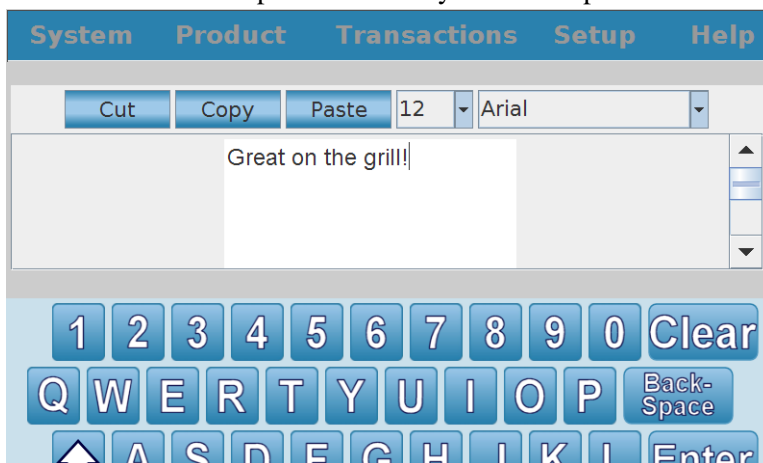 System Product Transactions Setup Help
Cut Copy Paste 12 Arial
Great on the grill!
1 2 3 4 5 6 7 8 9 0 Clear
Q W E R T Y U I O P Back-
Space
A S D F G H J K L Enter